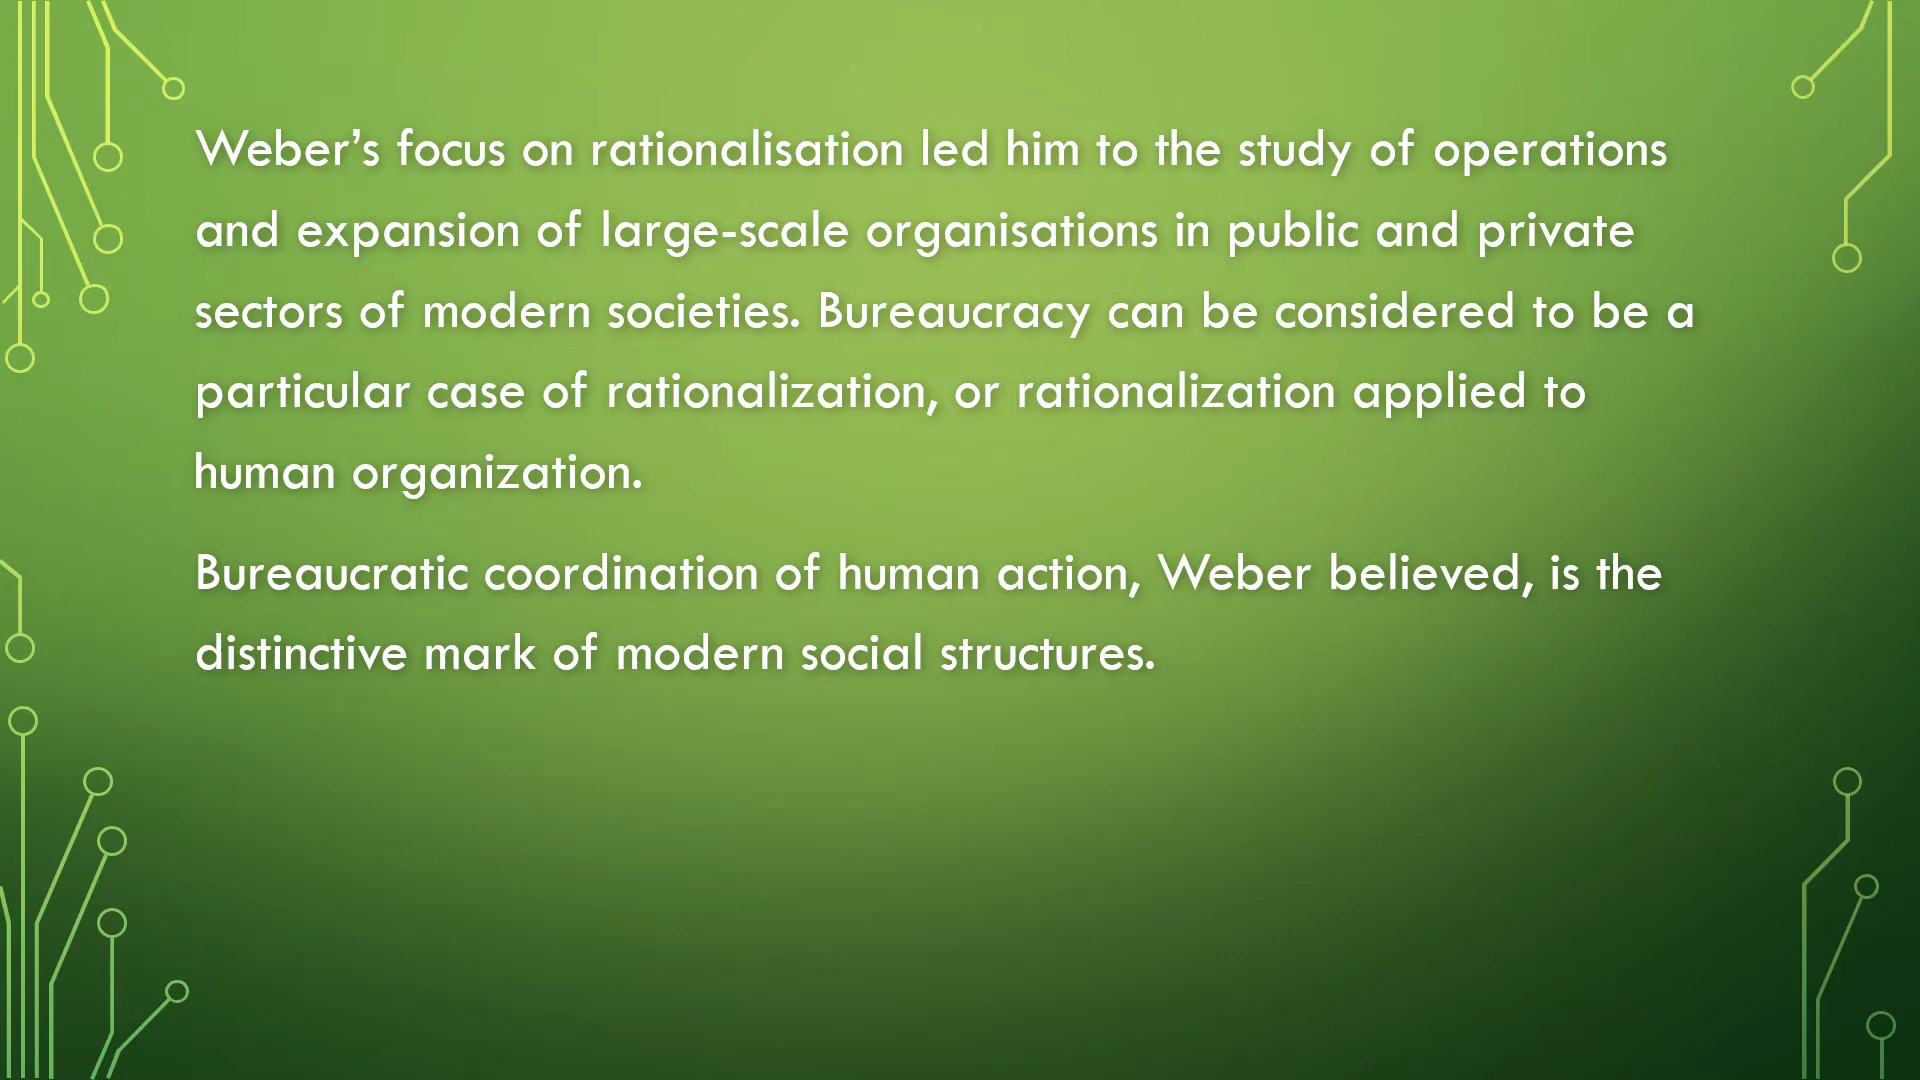 Weber’s focus on rationalisation led him to the study of operations
and expansion of large-scale organisations in public and private
sectors of modern societies. Bureaucracy can be considered to be a
particular case of rationalization, or rationalization applied to
human organization.
Bureaucratic coordination of human action, Weber believed, is the
distinctive mark of modern social structures.